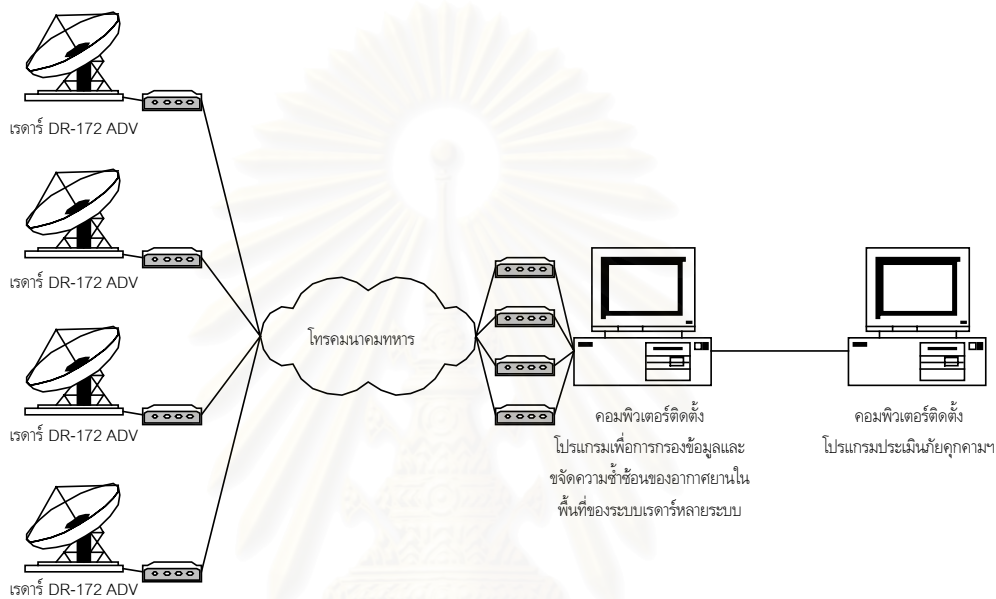 เรดาร์ DR-172 ADV
เรดาร์ DR-172 ADV
เรดาร์ DR-172 ADV
เรดาร์ DR-172 ADV
โทรคมนาคมทหาร
คอมพิวเตอร์ติดตั้ง
โปรแกรมเพื่อการกรองข้อมูลและ
ขจัดความซ้ำซ้อนของอากาศยานใน
พื้นที่ของระบบเรดาร์หลายระบบ
คอมพิวเตอร์ติดตั้ง
โปรแกรมประเมินภัยคุกคามฯ